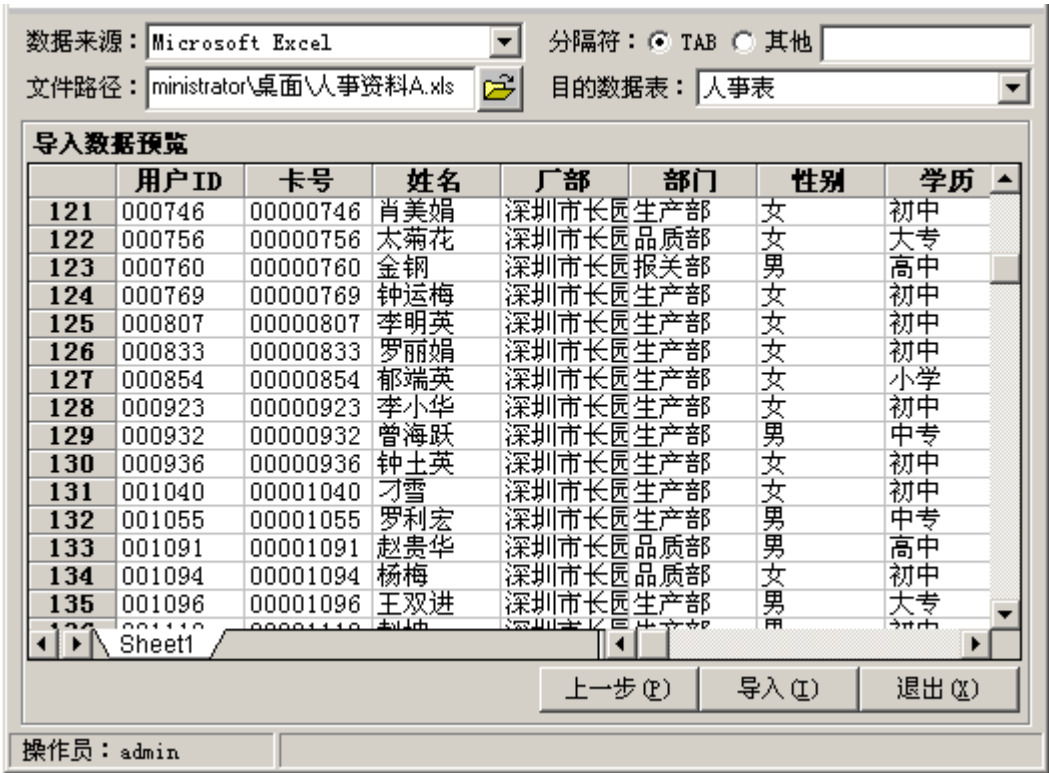 数据来源： Microsoft Excel 分隔符： TAB 其他
文件路径： ministrator\桌面\人事资料A.xls 目的数据表： 人事表
导入数据预览
用户ID 卡号 姓名 厂部 部门 性别 学历
121 000746 00000746 肖美娟 深圳市长园 生产部 女 初中
122 000756 00000756 太菊花 深圳市长园 品质部 女 大专
123 000760 00000760 金钢 深圳市长园 报关部 男 高中
124 000769 00000769 钟运梅 深圳市长园 生产部 女 初中
125 000807 00000807 李明英 深圳市长园 生产部 女 初中
126 000833 00000833 罗丽娟 深圳市长园 生产部 女 初中
127 000854 00000854 郁端英 深圳市长园 生产部 女 小学
128 000923 00000923 李小华 深圳市长园 生产部 女 初中
129 000932 00000932 曾海跃 深圳市长园 生产部 男 中专
130 000936 00000936 钟土英 深圳市长园 生产部 女 初中
131 001040 00001040 刁雪 深圳市长园 生产部 女 初中
132 001055 00001055 罗利宏 深圳市长园 生产部 男 中专
133 001091 00001091 赵贵华 深圳市长园 品质部 男 高中
134 001094 00001094 杨梅 深圳市长园 品质部 女 初中
135 001096 00001096 王双进 深圳市长园 生产部 男 大专
Sheet1
上一步(P) 导入(I) 退出(X)
操作员：admin